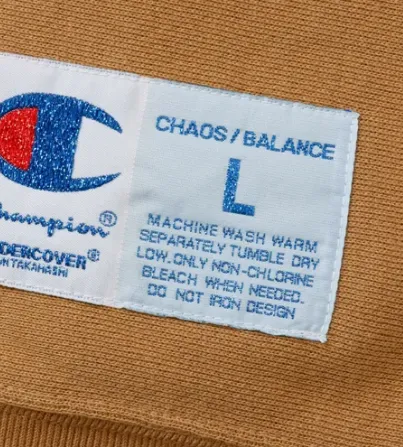 Champion®
UNDERCOVER®
JUN TAKAHASHI
CHAOS / BALANCE
L
MACHINE WASH WARM
SEPARATELY TUMBLE DRY
LOW. ONLY NON-CHLORINE
BLEACH WHEN NEEDED.
DO NOT IRON DESIGN